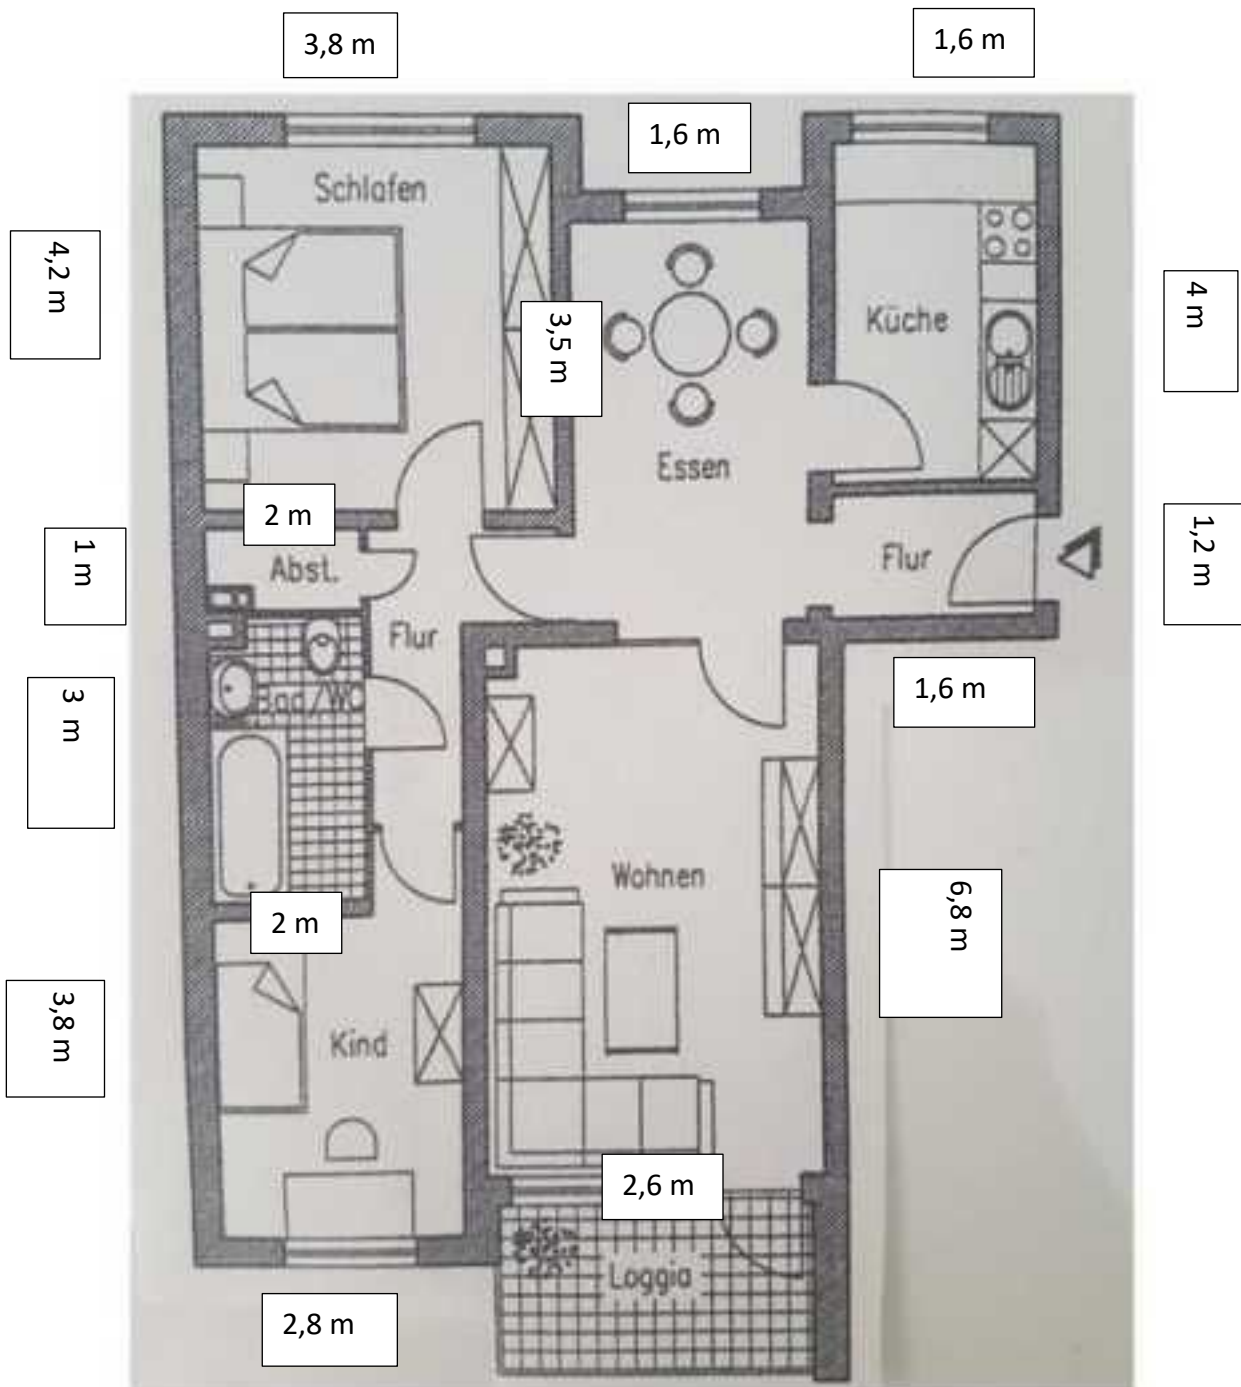 3,8 m
1,6 m
1,6 m
Schlafen
4,2 m
4 m
3,5 m
Küche
Essen
2 m
1 m
Abst.
Flur
1,2 m
Flur
3 m
Bad/WC
1,6 m
Wohnen
6,8 m
2 m
3,8 m
Kind
2,6 m
Loggia
2,8 m